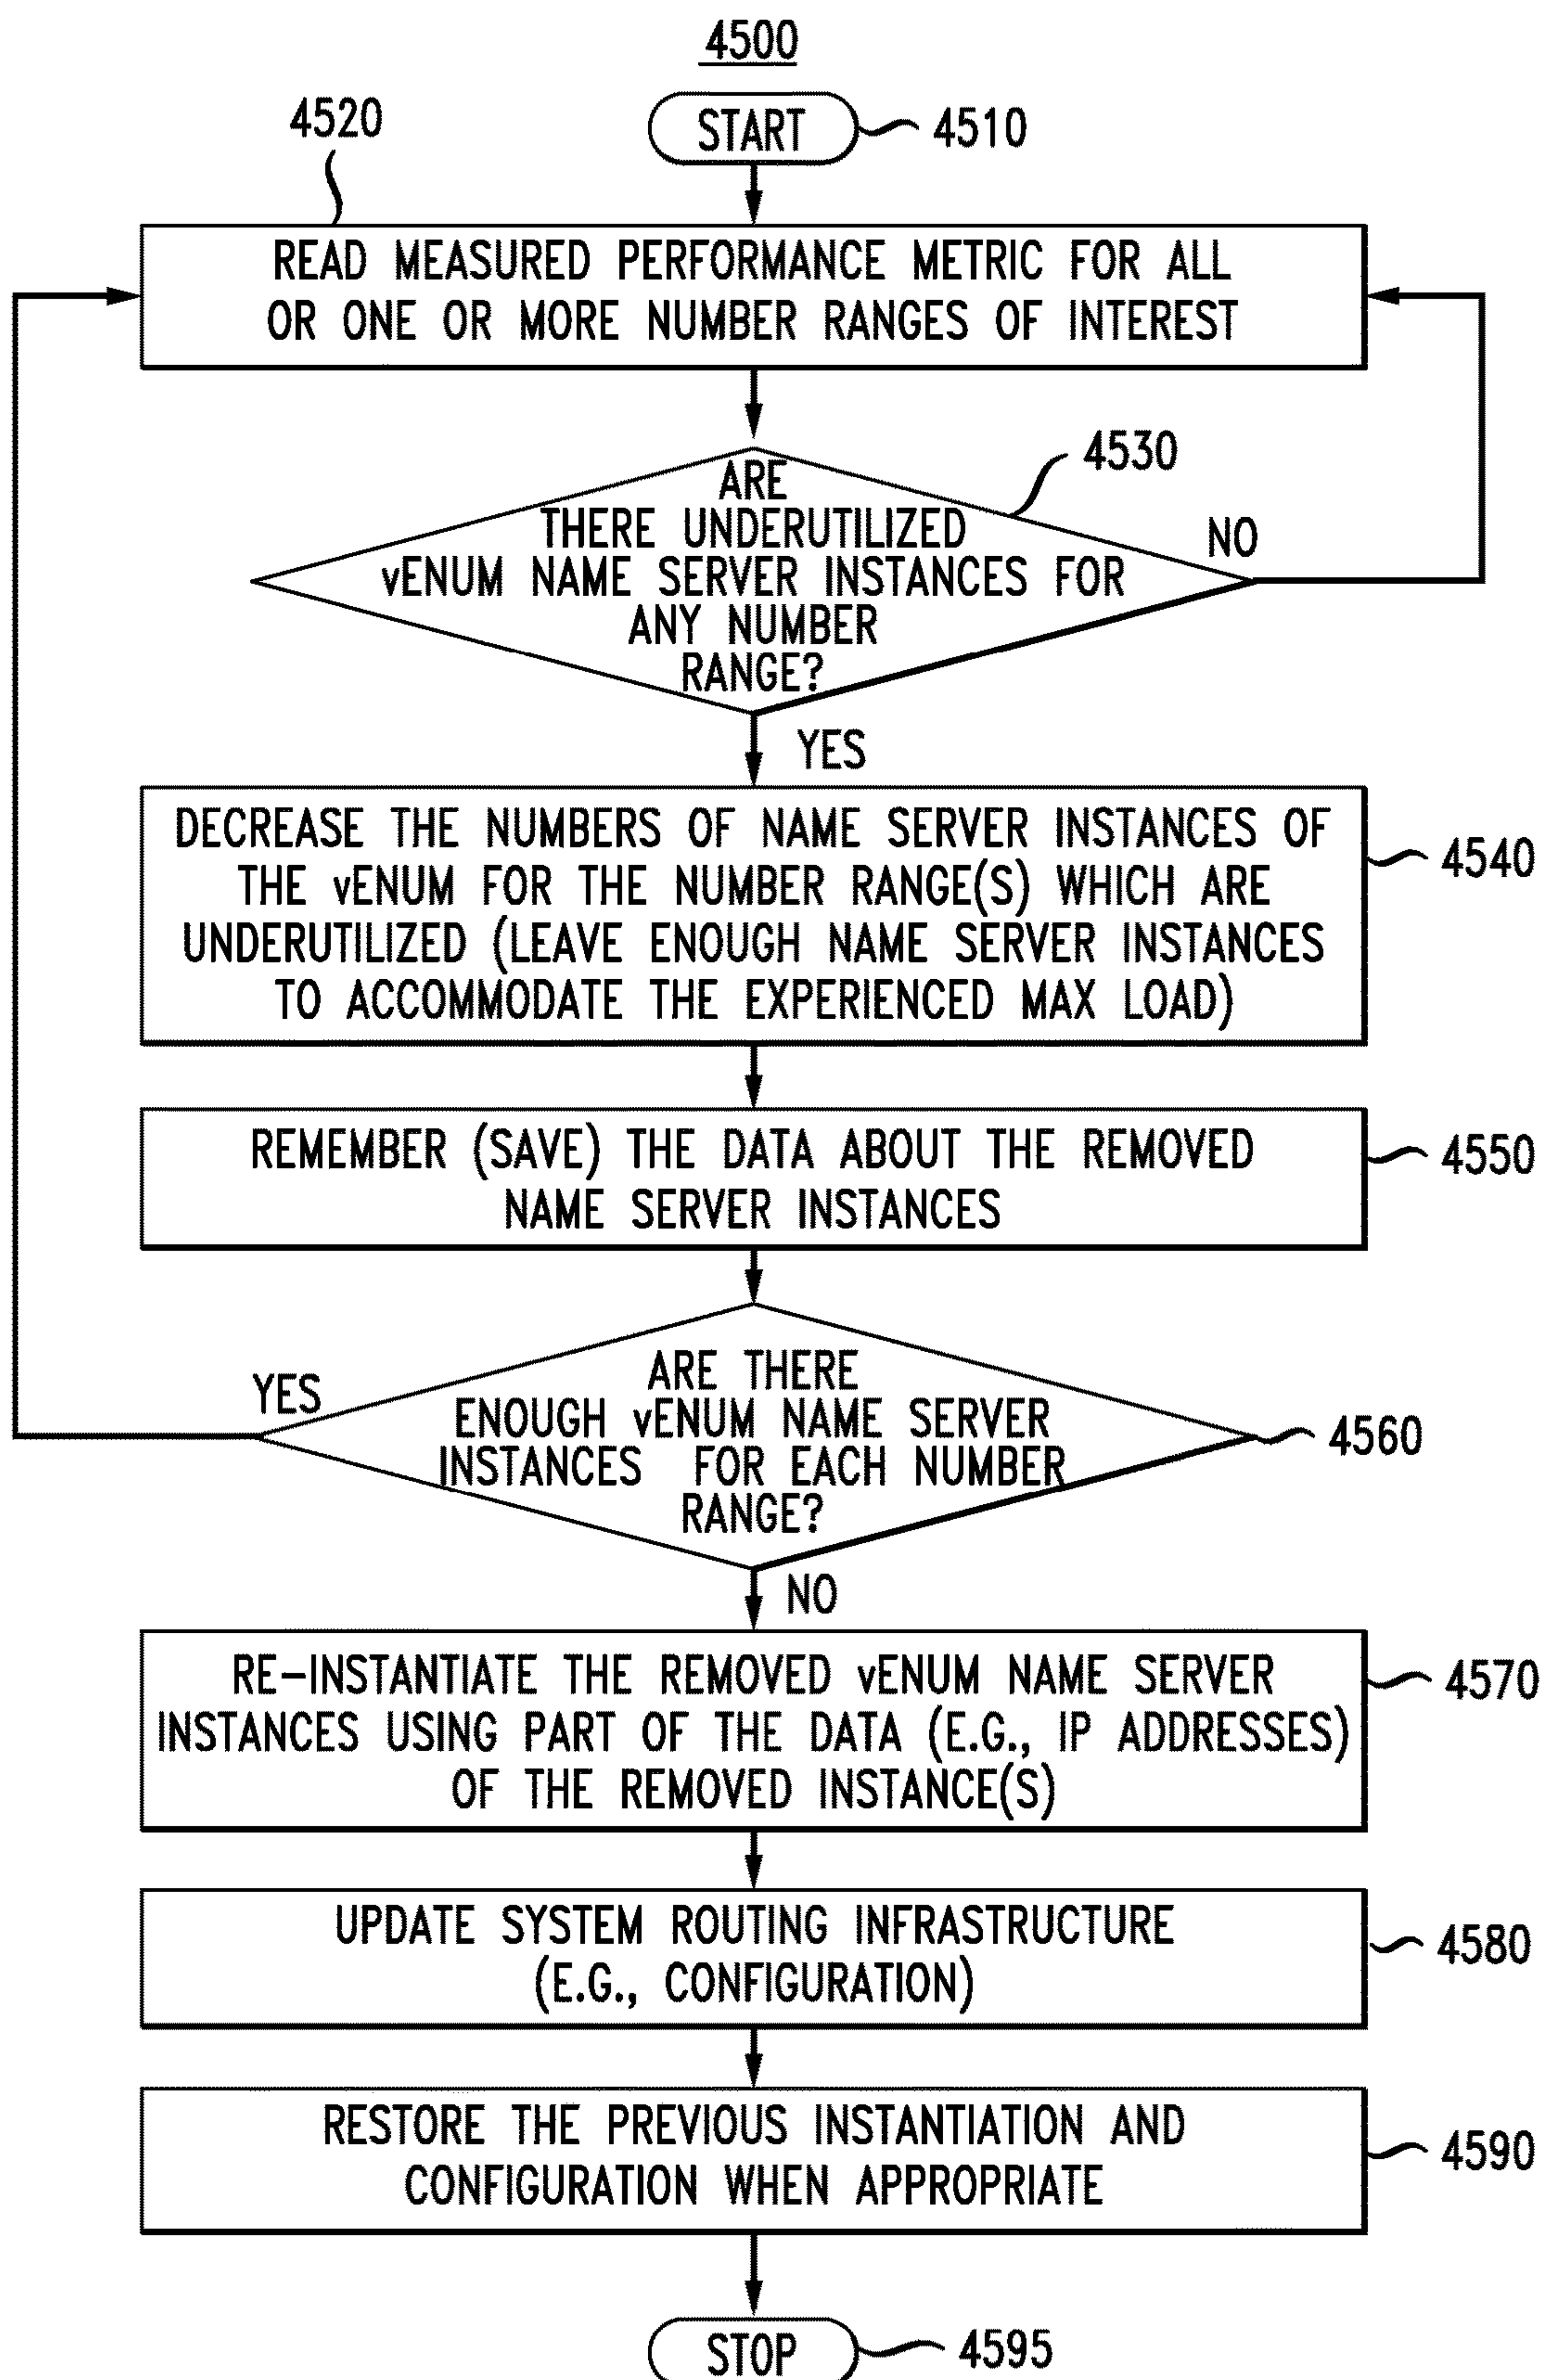 4500
START
4510
4520
READ MEASURED PERFORMANCE METRIC FOR ALL
OR ONE OR MORE NUMBER RANGES OF INTEREST
4530
ARE
THERE UNDERUTILIZED
vENUM NAME SERVER INSTANCES FOR
ANY NUMBER
RANGE?
NO
YES
DECREASE THE NUMBERS OF NAME SERVER INSTANCES OF
THE vENUM FOR THE NUMBER RANGE(S) WHICH ARE
UNDERUTILIZED (LEAVE ENOUGH NAME SERVER INSTANCES
TO ACCOMMODATE THE EXPERIENCED MAX LOAD)
4540
REMEMBER (SAVE) THE DATA ABOUT THE REMOVED
NAME SERVER INSTANCES
4550
YES
ARE THERE
ENOUGH vENUM NAME SERVER
INSTANCES FOR EACH NUMBER
RANGE?
4560
NO
RE-INSTANTIATE THE REMOVED vENUM NAME SERVER
INSTANCES USING PART OF THE DATA (E.G., IP ADDRESSES)
OF THE REMOVED INSTANCE(S)
4570
UPDATE SYSTEM ROUTING INFRASTRUCTURE
(E.G., CONFIGURATION)
4580
RESTORE THE PREVIOUS INSTANTIATION AND
CONFIGURATION WHEN APPROPRIATE
4590
STOP
4595